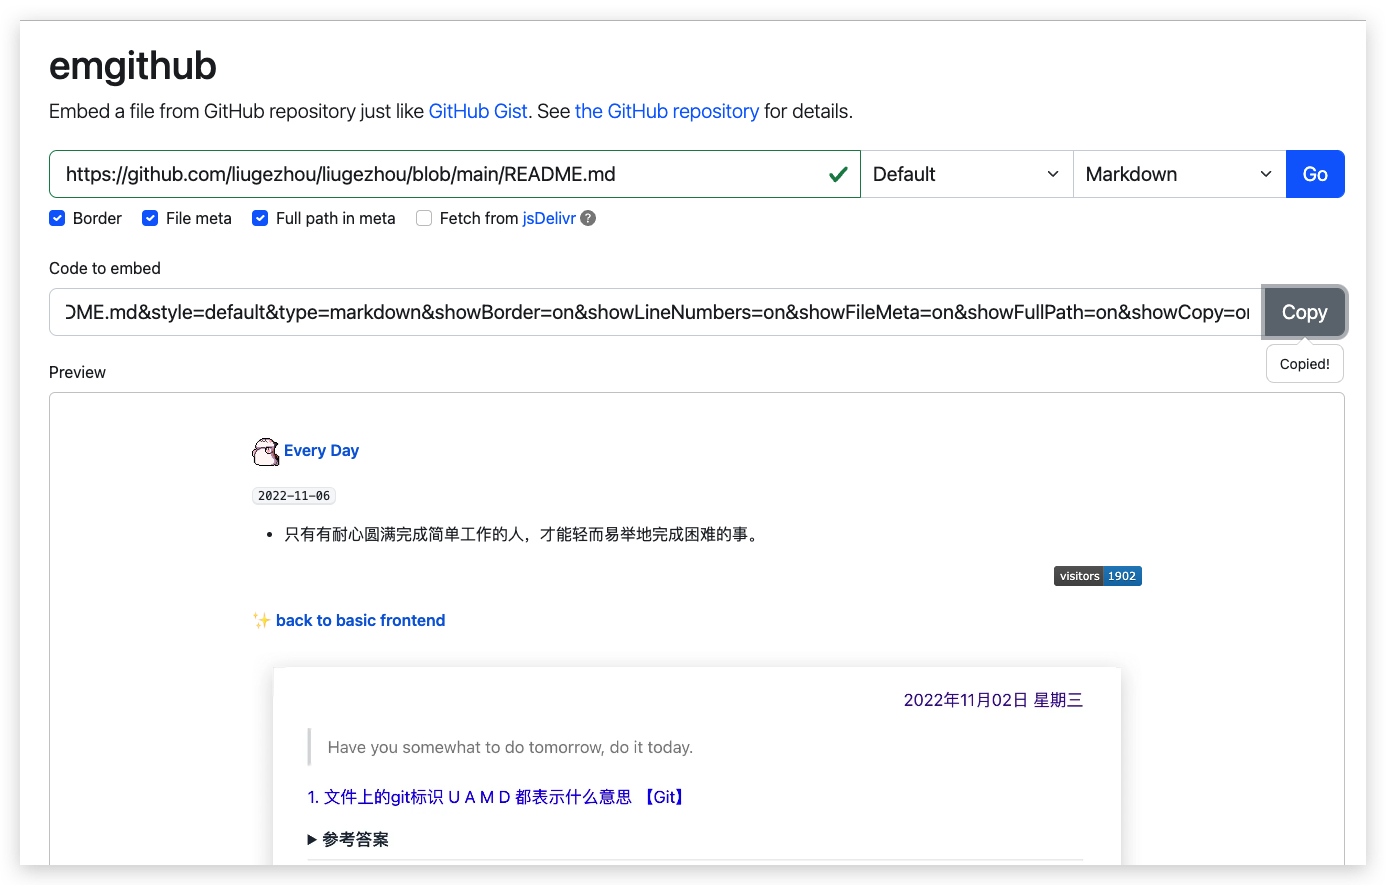 emgithub
Embed a file from GitHub repository just like GitHub Gist. See the GitHub repository for details.
https://github.com/liugezhou/liugezhou/blob/main/README.md Default Markdown Go
Border File meta Full path in meta Fetch from jsDelivr ?
Code to embed
OME.md&style=default&type=markdown&showBorder=on&showLineNumbers=on&showFileMeta=on&showFullPath=on&showCopy=on Copy
Copied!
Preview
Every Day
2022-11-06
• 只有有耐心圆满完成简单工作的人，才能轻而易举地完成困难的事。
visitors 1902
✨ back to basic frontend
2022年11月02日 星期三
Have you somewhat to do tomorrow, do it today.
1. 文件上的git标识 U A M D 都表示什么意思 【Git】
▶ 参考答案